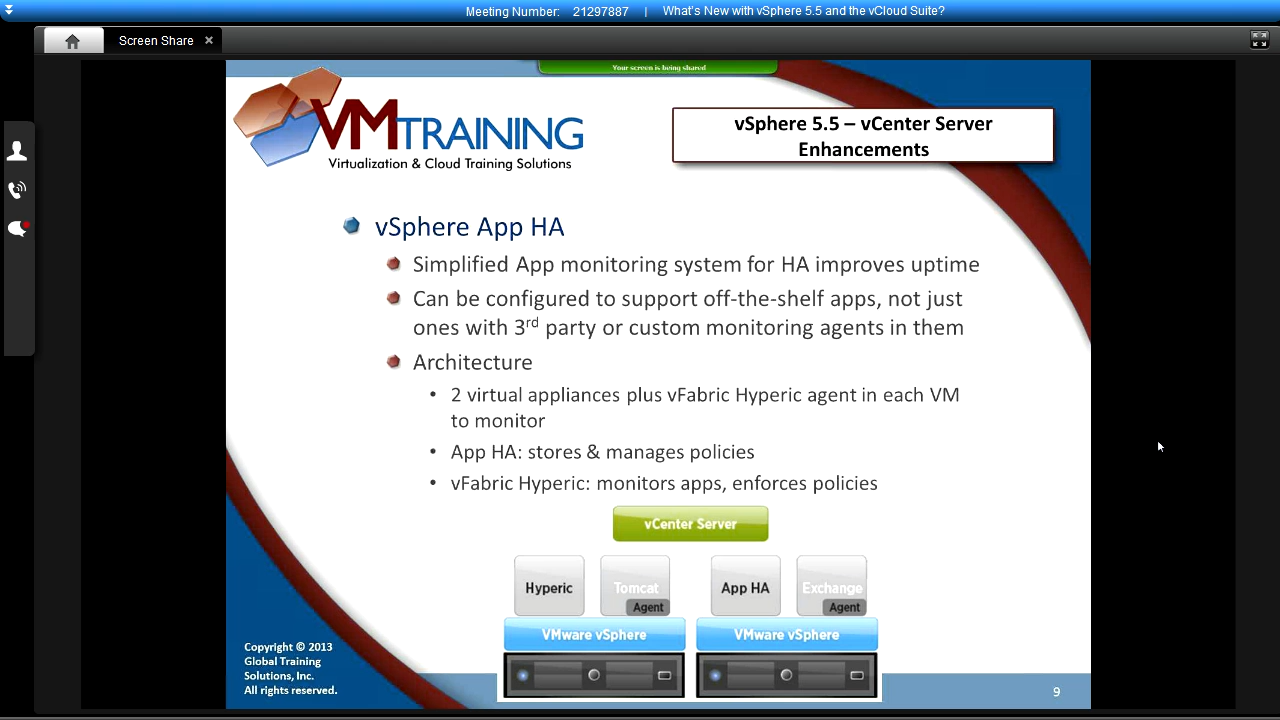 Meeting Number: 21297887 | What's New with vSphere 5.5 and the vCloud Suite?
Screen Share
Your screen is being shared
VMTRAINING
Virtualization & Cloud Training Solutions
vSphere 5.5 – vCenter Server
Enhancements
vSphere App HA
Simplified App monitoring system for HA improves uptime
Can be configured to support off-the-shelf apps, not just
ones with 3rd party or custom monitoring agents in them
Architecture
• 2 virtual appliances plus vFabric Hyperic agent in each VM
to monitor
• App HA: stores & manages policies
• vFabric Hyperic: monitors apps, enforces policies
vCenter Server
Hyperic Tomcat App HA Exchange
Agent Agent
VMware vSphere VMware vSphere
Copyright © 2013
Global Training
Solutions, Inc.
All rights reserved.
9